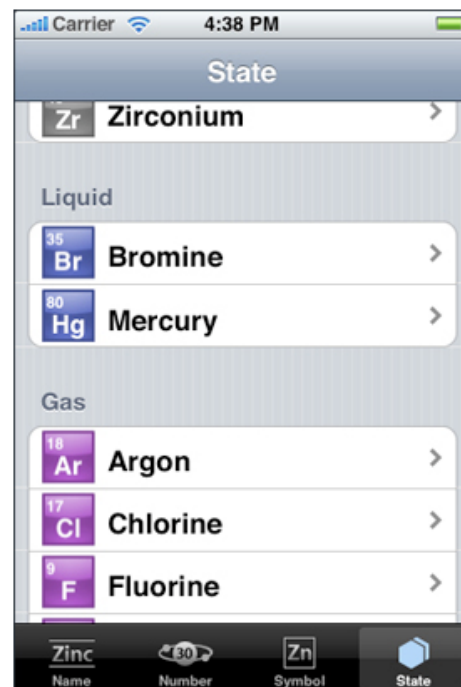 Carrier 4:38 PM
State
Zr Zirconium
Liquid
35
Br Bromine
80
Hg Mercury
Gas
18
Ar Argon
17
Cl Chlorine
9
F Fluorine
Zinc 30 Zn
Name Number Symbol State